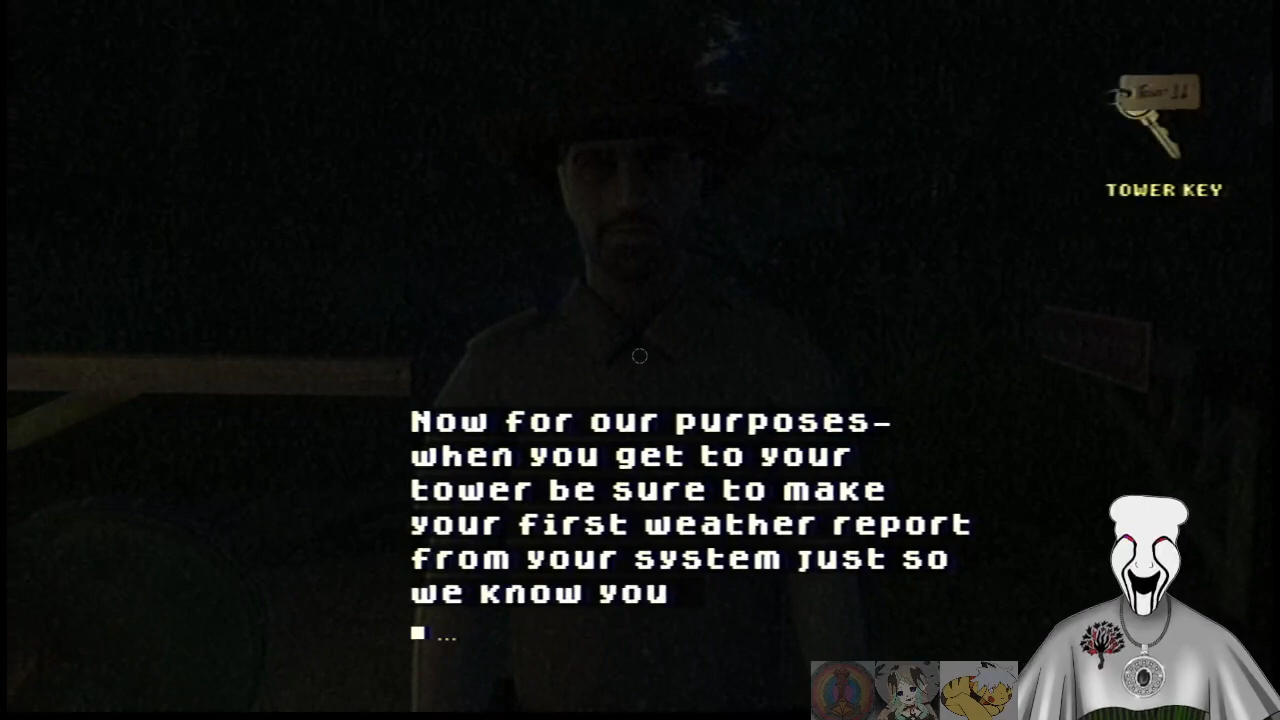 TOWER KEY
Now for our purposes-
when you get to your
tower be sure to make
your first weather report
from your system just so
we know you
...